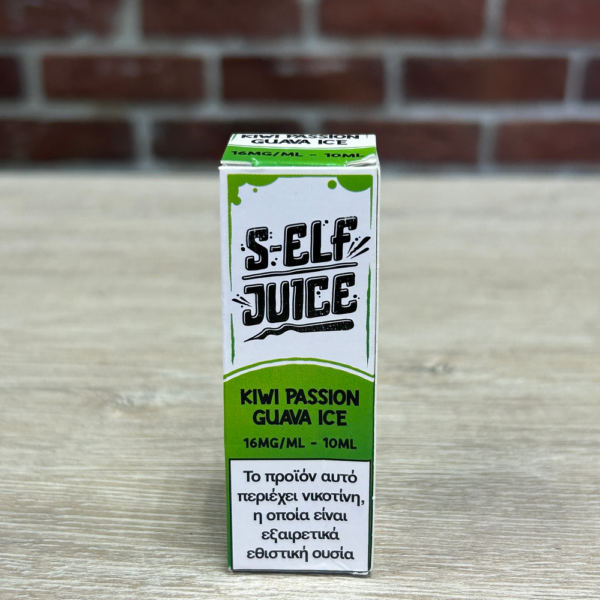 KIWI PASSION
GUAVA ICE
16MG/ML - 10ML
S-ELF
JUICE
KIWI PASSION
GUAVA ICE
16MG/ML - 10ML
Το προϊόν αυτό
περιέχει νικοτίνη,
η οποία είναι
εξαιρετικά
εθιστική ουσία